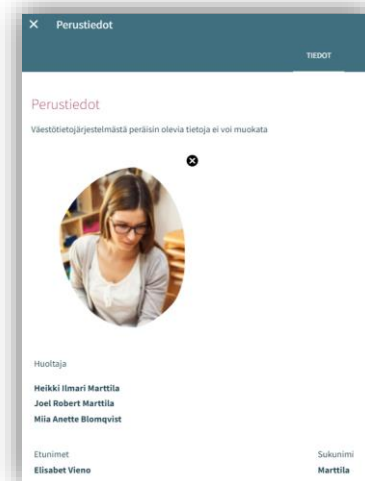 × Perustiedot
TIEDOT
Perustiedot
Väestötietojärjestelmästä peräisin olevia tietoja ei voi muokata
Huoltaja
Heikki Ilmari Marttila
Joel Robert Marttila
Miia Anette Blomqvist
Etunimet Sukunimi
Elisabet Vieno Marttila